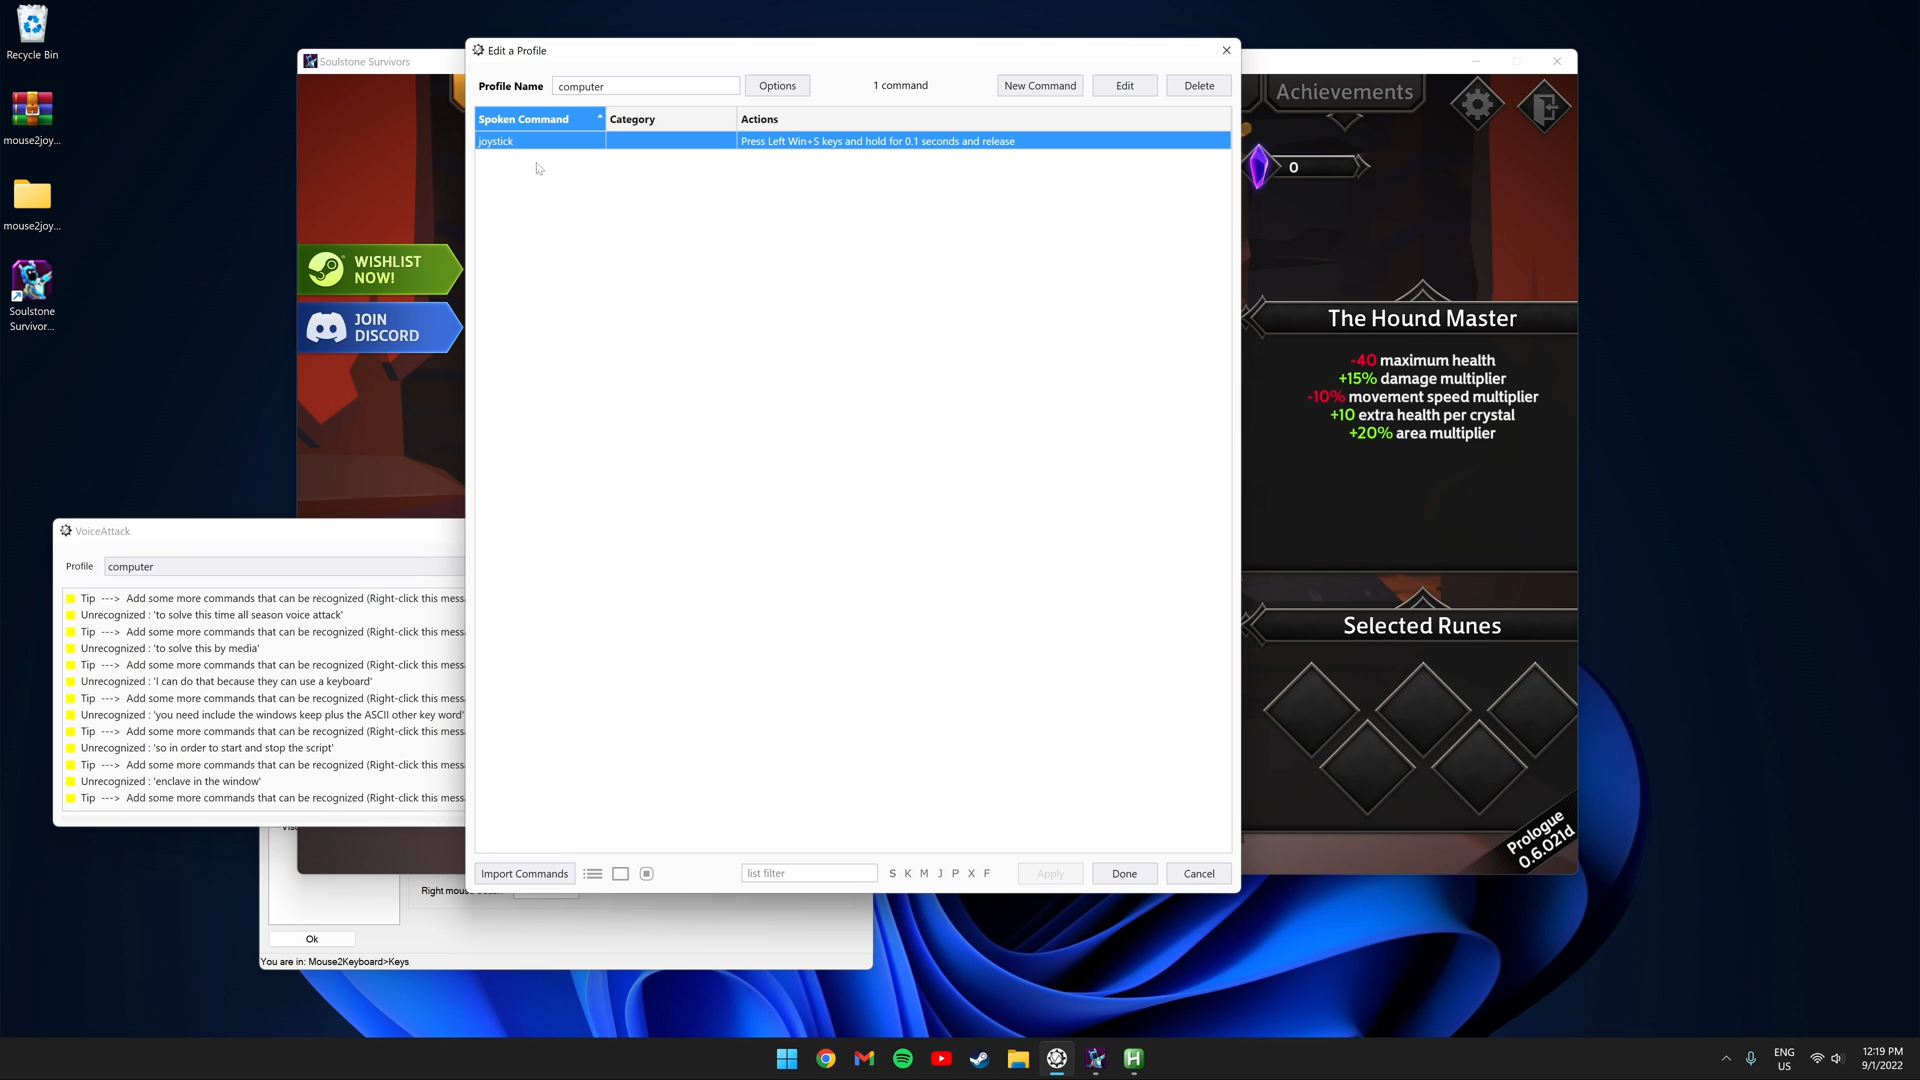 Recycle Bin
mouse2joy...
mouse2joy...
Soulstone
Survivor...
Soulstone Survivors
WISHLIST
NOW!
JOIN
DISCORD
Edit a Profile
Profile Name
computer
Options
1 command
New Command
Edit
Delete
Spoken Command
Category
Actions
joystick
Press Left Win+S keys and hold for 0.1 seconds and release
Import Commands
list filter
S K M J P X F
Apply
Done
Cancel
Achievements
0
The Hound Master
-40 maximum health
+15% damage multiplier
-10% movement speed multiplier
+10 extra health per crystal
+20% area multiplier
Selected Runes
Prologue
0.6.021d
VoiceAttack
Profile
computer
Tip ---> Add some more commands that can be recognized (Right-click this mess
Unrecognized : 'to solve this time all season voice attack'
Tip ---> Add some more commands that can be recognized (Right-click this mess
Unrecognized : 'to solve this by media'
Tip ---> Add some more commands that can be recognized (Right-click this mess
Unrecognized : 'I can do that because they can use a keyboard'
Tip ---> Add some more commands that can be recognized (Right-click this mess
Unrecognized : 'you need include the windows keep plus the ASCII other key word'
Tip ---> Add some more commands that can be recognized (Right-click this mess
Unrecognized : 'so in order to start and stop the script'
Tip ---> Add some more commands that can be recognized (Right-click this mess
Unrecognized : 'enclave in the window'
Tip ---> Add some more commands that can be recognized (Right-click this mess
Right mouse
Ok
You are in: Mouse2Keyboard>Keys
ENG
US
12:19 PM
9/1/2022